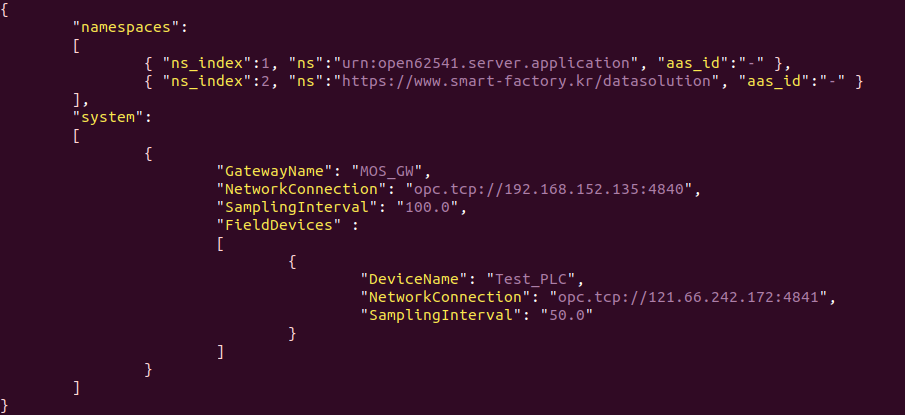 {
"namespaces":
[
{ "ns_index":1, "ns":"urn:open62541.server.application", "aas_id":"-" },
{ "ns_index":2, "ns":"https://www.smart-factory.kr/datasolution", "aas_id":"-" }
],
"system":
[
{
"GatewayName": "MOS_GW",
"NetworkConnection": "opc.tcp://192.168.152.135:4840",
"SamplingInterval": "100.0",
"FieldDevices" :
[
{
"DeviceName": "Test_PLC",
"NetworkConnection": "opc.tcp://121.66.242.172:4841",
"SamplingInterval": "50.0"
}
]
}
]
}